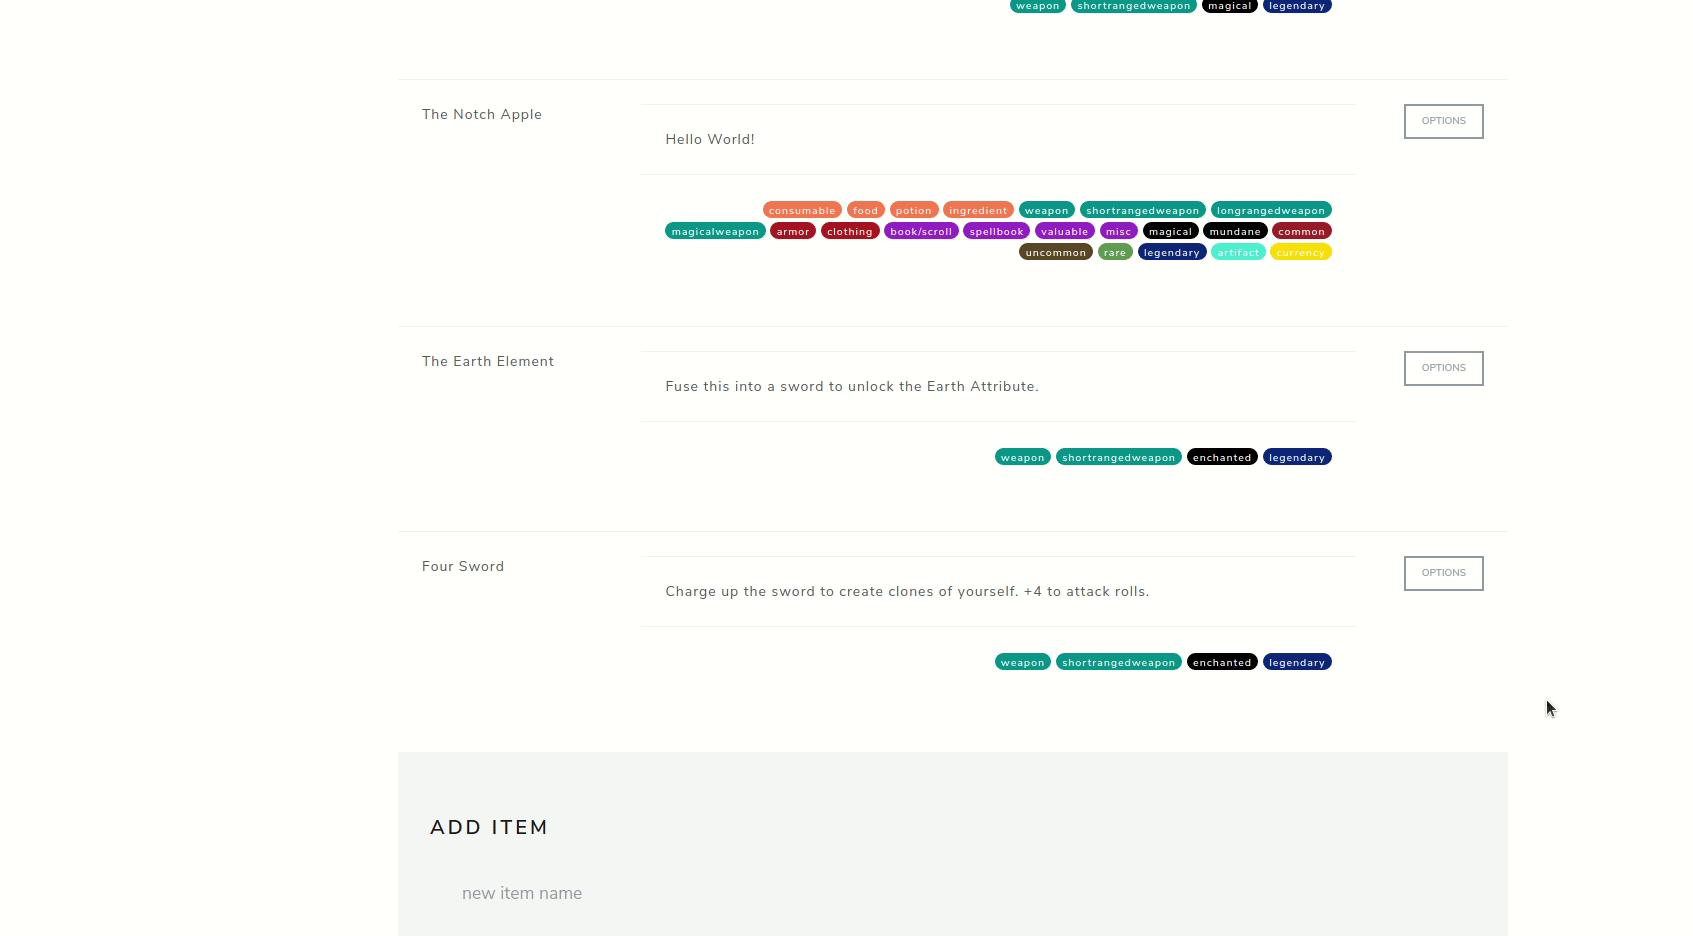 weapon shortrangedweapon magical legendary
The Notch Apple
Hello World!
OPTIONS
consumable food potion ingredient weapon shortrangedweapon longrangedweapon
magicalweapon armor clothing book/scroll spellbook valuable misc magical mundane common
uncommon rare legendary artifact currency
The Earth Element
Fuse this into a sword to unlock the Earth Attribute.
OPTIONS
weapon shortrangedweapon enchanted legendary
Four Sword
Charge up the sword to create clones of yourself. +4 to attack rolls.
OPTIONS
weapon shortrangedweapon enchanted legendary
ADD ITEM
new item name